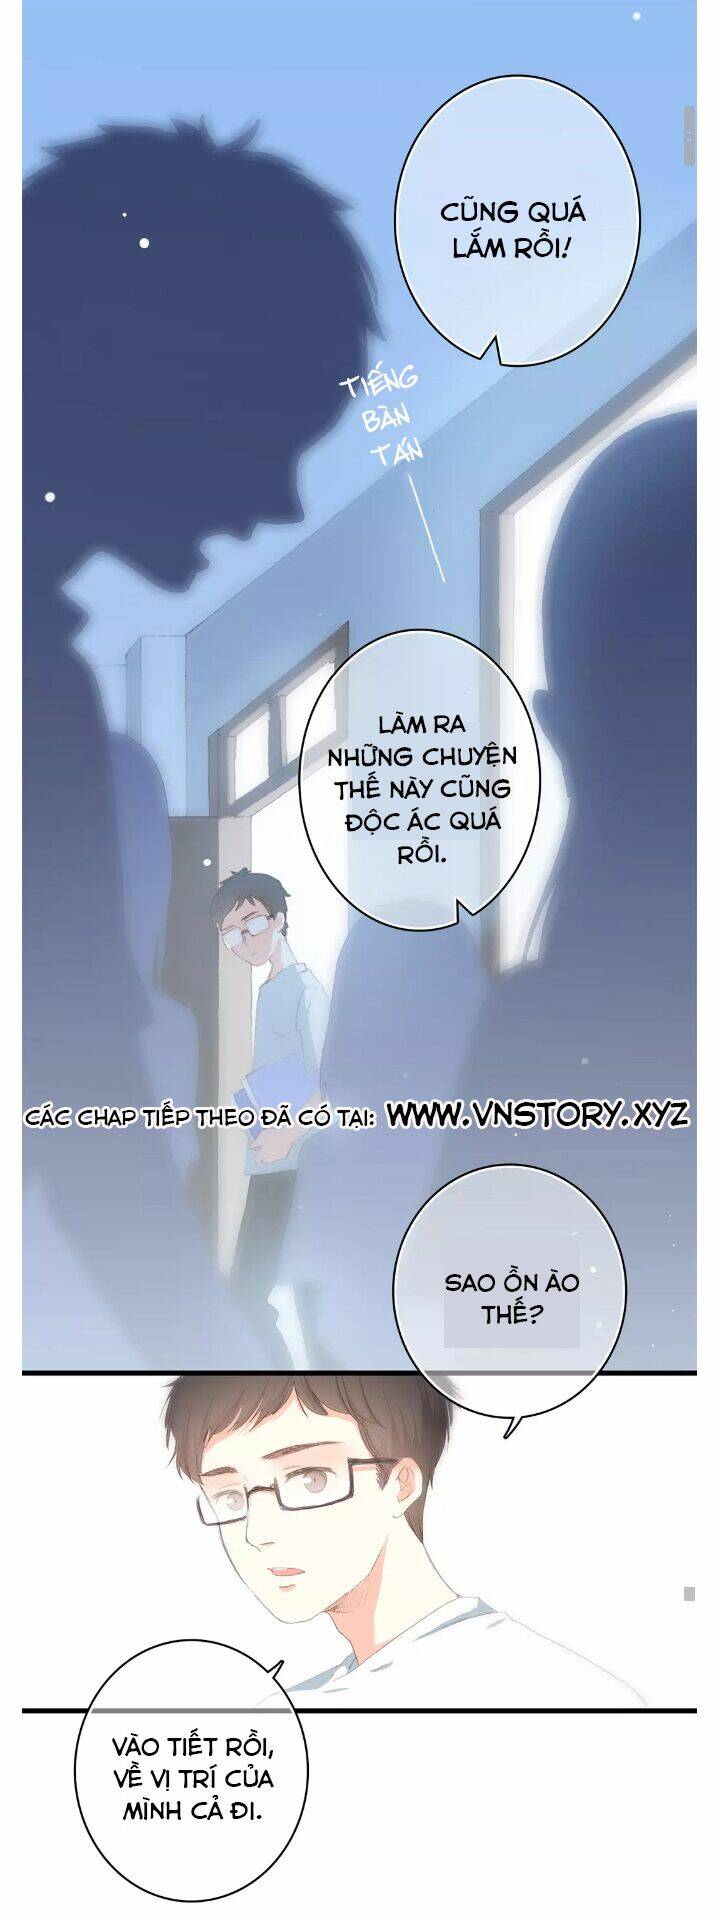 CŨNG QUÁ
LẮM RỒI!
TIẾNG
BÀN
TÁN
LÀM RA
NHỮNG CHUYỆN
THẾ NÀY CŨNG
ĐỘC ÁC QUÁ
RỒI.
CÁC CHAP TIẾP THEO ĐÃ CÓ TẠI: WWW.VNSTORY.XYZ
SAO ỒN ÀO
THẾ?
VÀO TIẾT RỒI,
VỀ VỊ TRÍ CỦA
MÌNH CẢ ĐI.